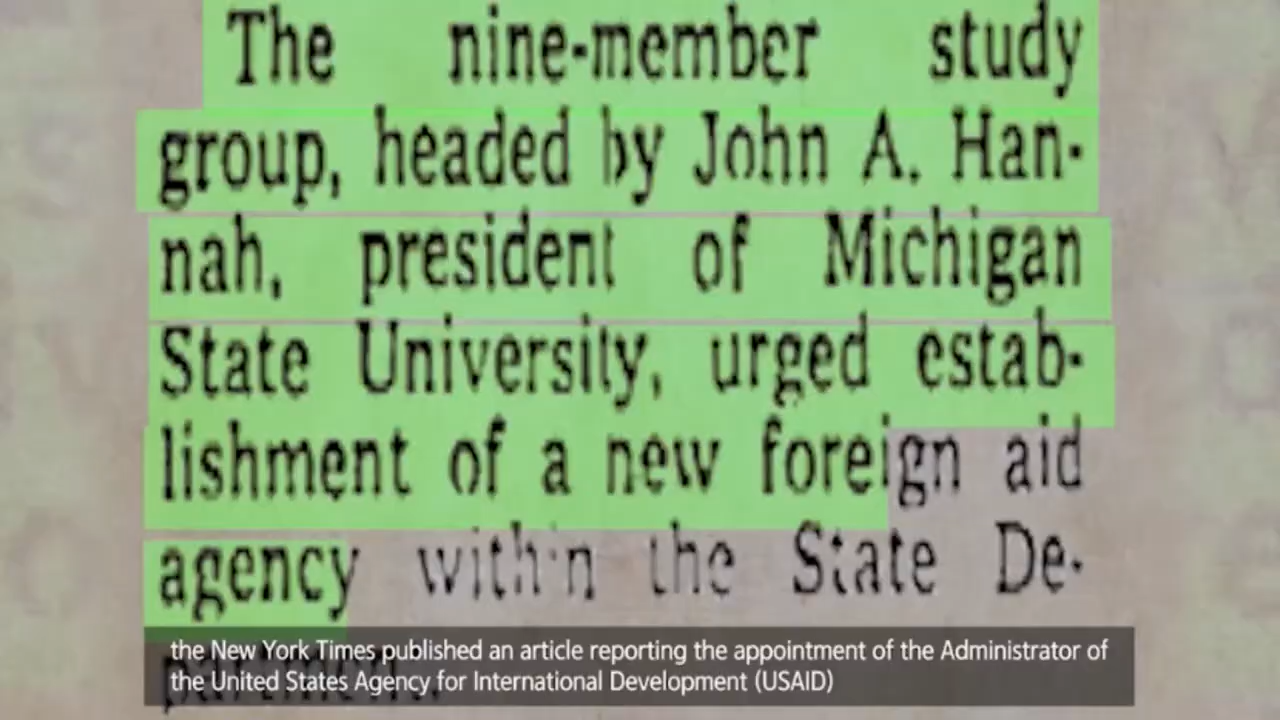 The nine-member study
group, headed by John A. Han-
nah, president of Michigan
State University, urged estab-
lishment of a new foreign aid
agency within the State De-
the New York Times published an article reporting the appointment of the Administrator of
the United States Agency for International Development (USAID)